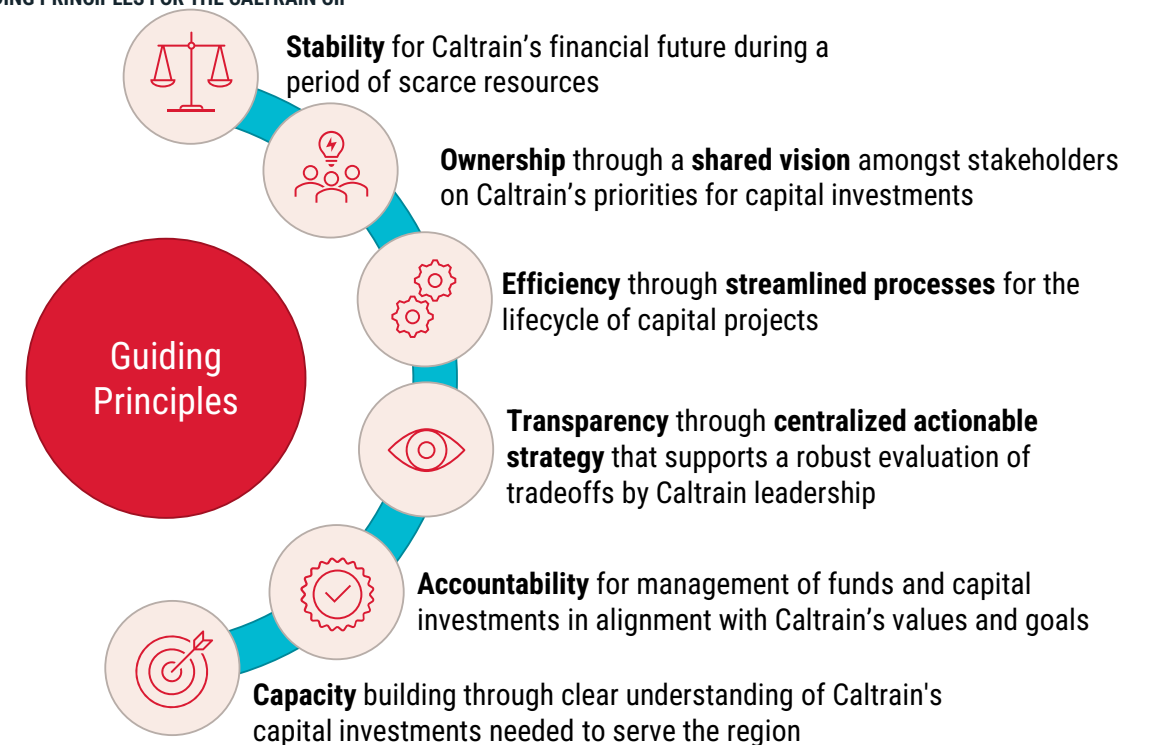 PRINCIPLES FOR THE CALTRAIN
Stability for Caltrain’s financial future during a
period of scarce resources
Ownership through a shared vision amongst stakeholders
on Caltrain’s priorities for capital investments
Efficiency through streamlined processes for the
lifecycle of capital projects
Guiding
Principles
Transparency through centralized actionable
strategy that supports a robust evaluation of
tradeoffs by Caltrain leadership
Accountability for management of funds and capital
investments in alignment with Caltrain’s values and goals
Capacity building through clear understanding of Caltrain's
capital investments needed to serve the region